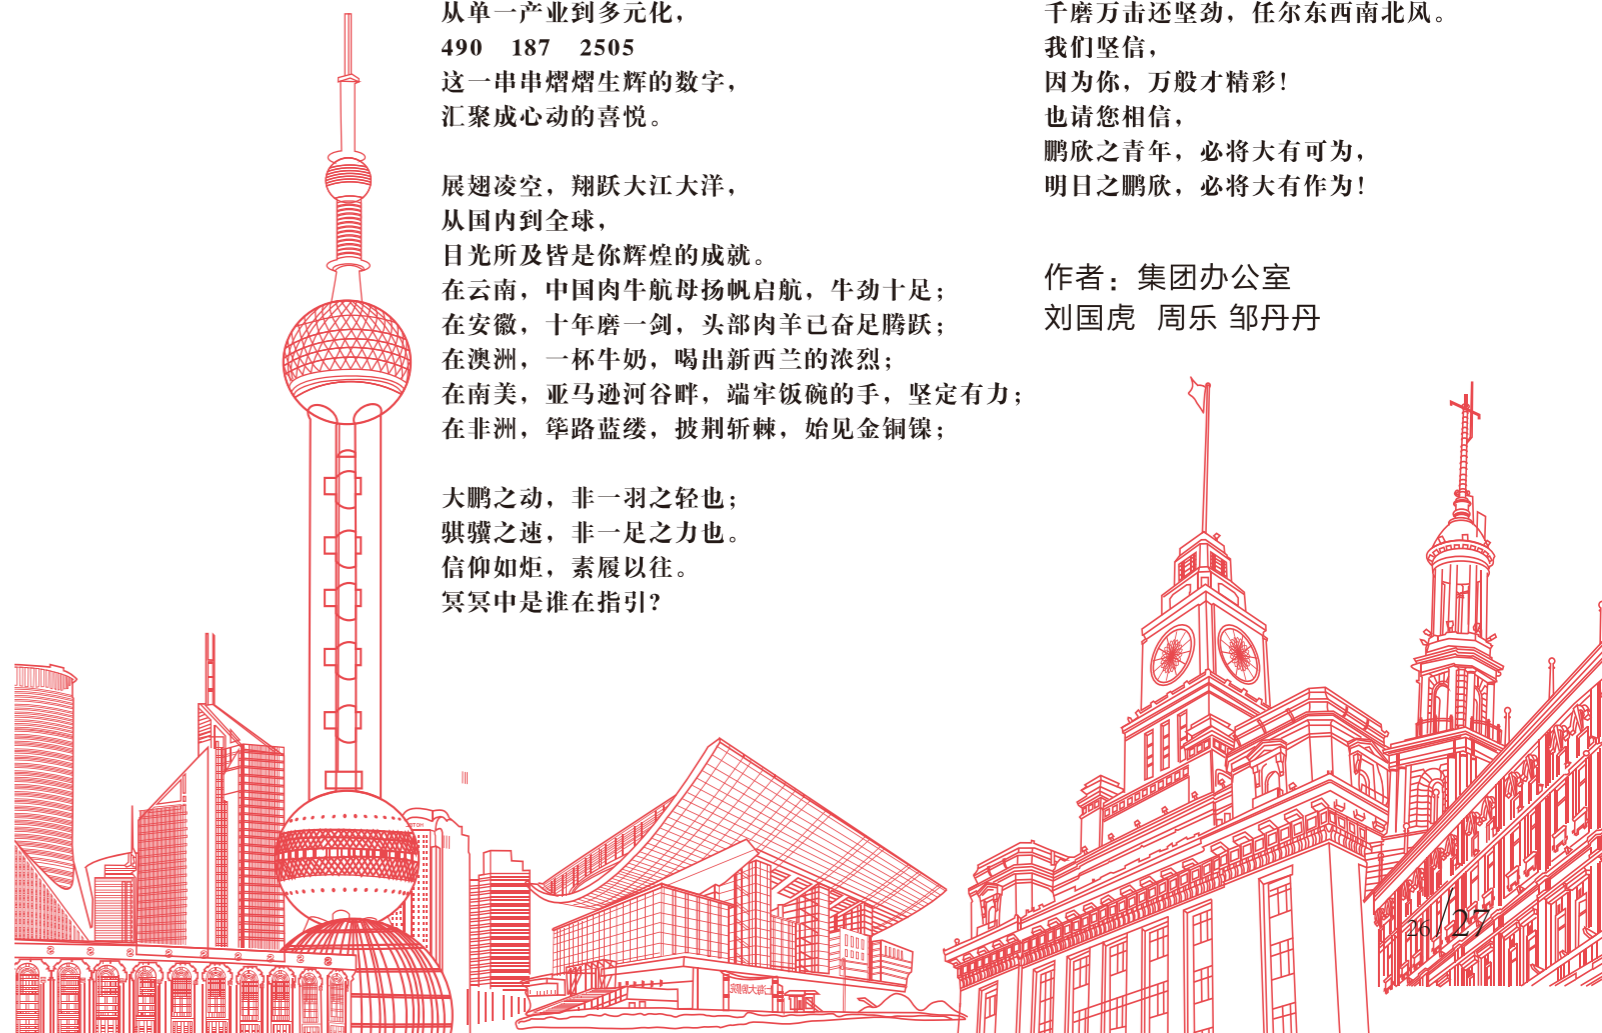 从单一产业到多元化，
490 187 2505
这一串串熠熠生辉的数字，
汇聚成心动的喜悦。
展翅凌空，翔跃大江大洋，
从国内到全球，
目光所及皆是你辉煌的成就。
在云南，中国肉牛航母扬帆启航，牛劲十足；
在安徽，十年磨一剑，头部肉羊已奋足腾跃；
在澳洲，一杯牛奶，喝出新西兰的浓烈；
在南美，亚马逊河谷畔，端牢饭碗的手，坚定有力；
在非洲，筚路蓝缕，披荆斩棘，始见金铜镍；
大鹏之动，非一羽之轻也；
骐骥之速，非一足之力也。
信仰如炬，素履以往。
冥冥中是谁在指引？
千磨万击还坚劲，任尔东西南北风。
我们坚信，
因为你，万般才精彩！
也请您相信，
鹏欣之青年，必将大有可为，
明日之鹏欣，必将大有作为！
作者：集团办公室
刘国虎 周乐 邹丹丹
26/27